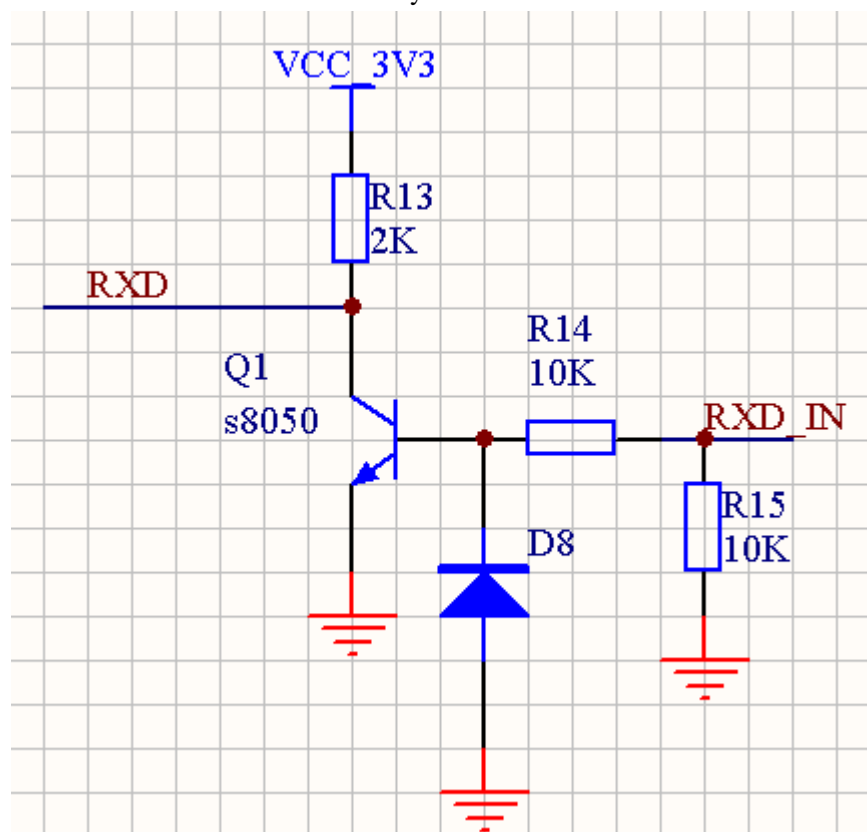 VCC_3V3
R13
2K
RXD
R14
10K
Q1
s8050
RXD_IN
R15
10K
D8